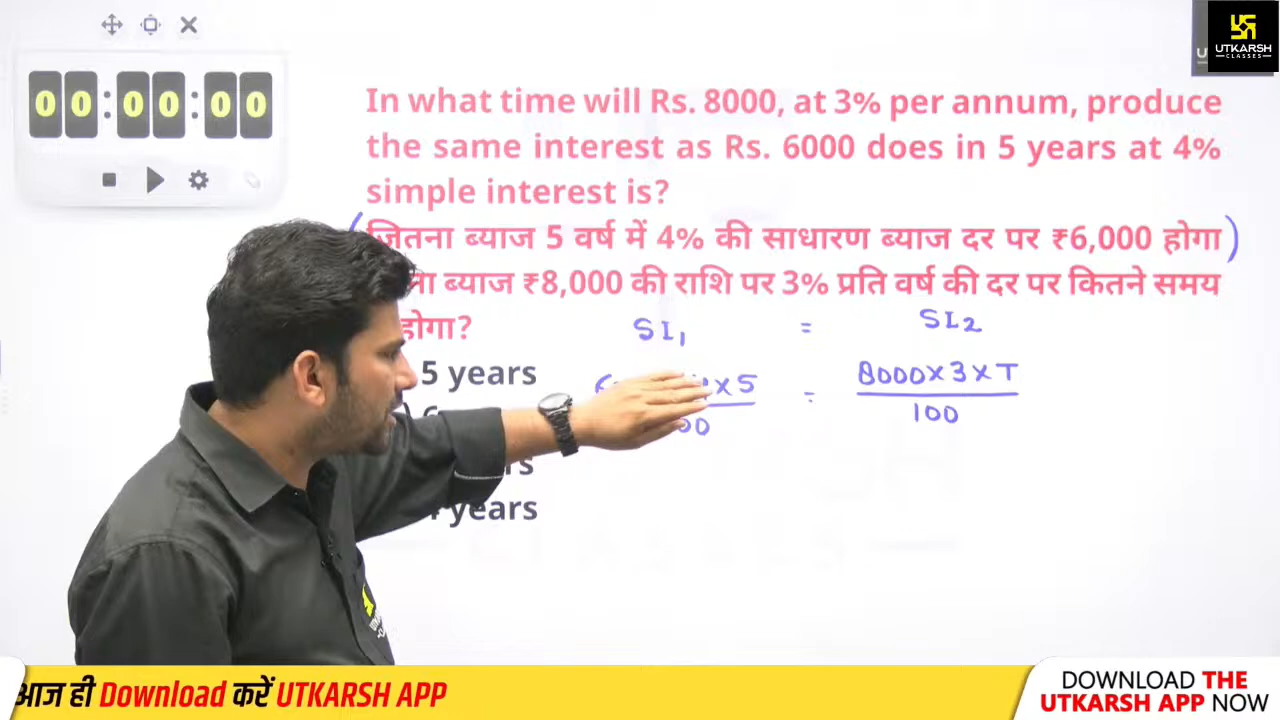 00:00:00
UTKARSH
CLASSES
In what time will Rs. 8000, at 3% per annum, produce
the same interest as Rs. 6000 does in 5 years at 4%
simple interest is?
(जितना ब्याज 5 वर्ष में 4% की साधारण ब्याज दर पर ₹6,000 होगा)
ब्याज ₹8,000 की राशि पर 3% प्रति वर्ष की दर पर कितने समय
होगा?
SI₁ = SI₂
5 years
x 5 = 8000 x 3 x T
100
years
आज ही Download करें UTKARSH APP
DOWNLOAD THE
UTKARSH APP NOW